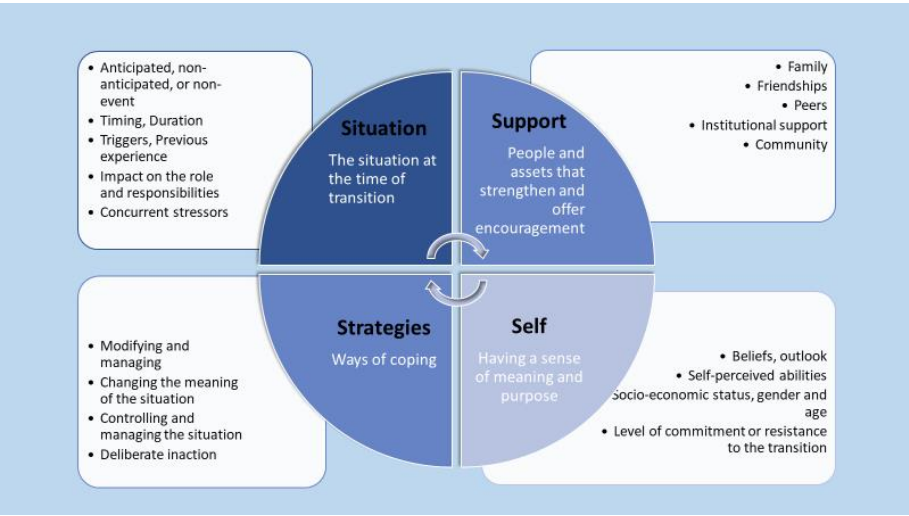 • Anticipated, non-
anticipated, or non-
event
• Timing, Duration
• Triggers, Previous
experience
• Impact on the role
and responsibilities
• Concurrent stressors
Situation
The situation at
the time of
transition
Support
People and
assets that
strengthen and
offer
encouragement
• Family
• Friendships
• Peers
• Institutional support
• Community
• Modifying and
managing
• Changing the meaning
of the situation
• Controlling and
managing the situation
• Deliberate inaction
Strategies
Ways of coping
Self
Having a sense
of meaning and
purpose
• Beliefs, outlook
• Self-perceived abilities
Socio-economic status, gender and
age
• Level of commitment or resistance
to the transition